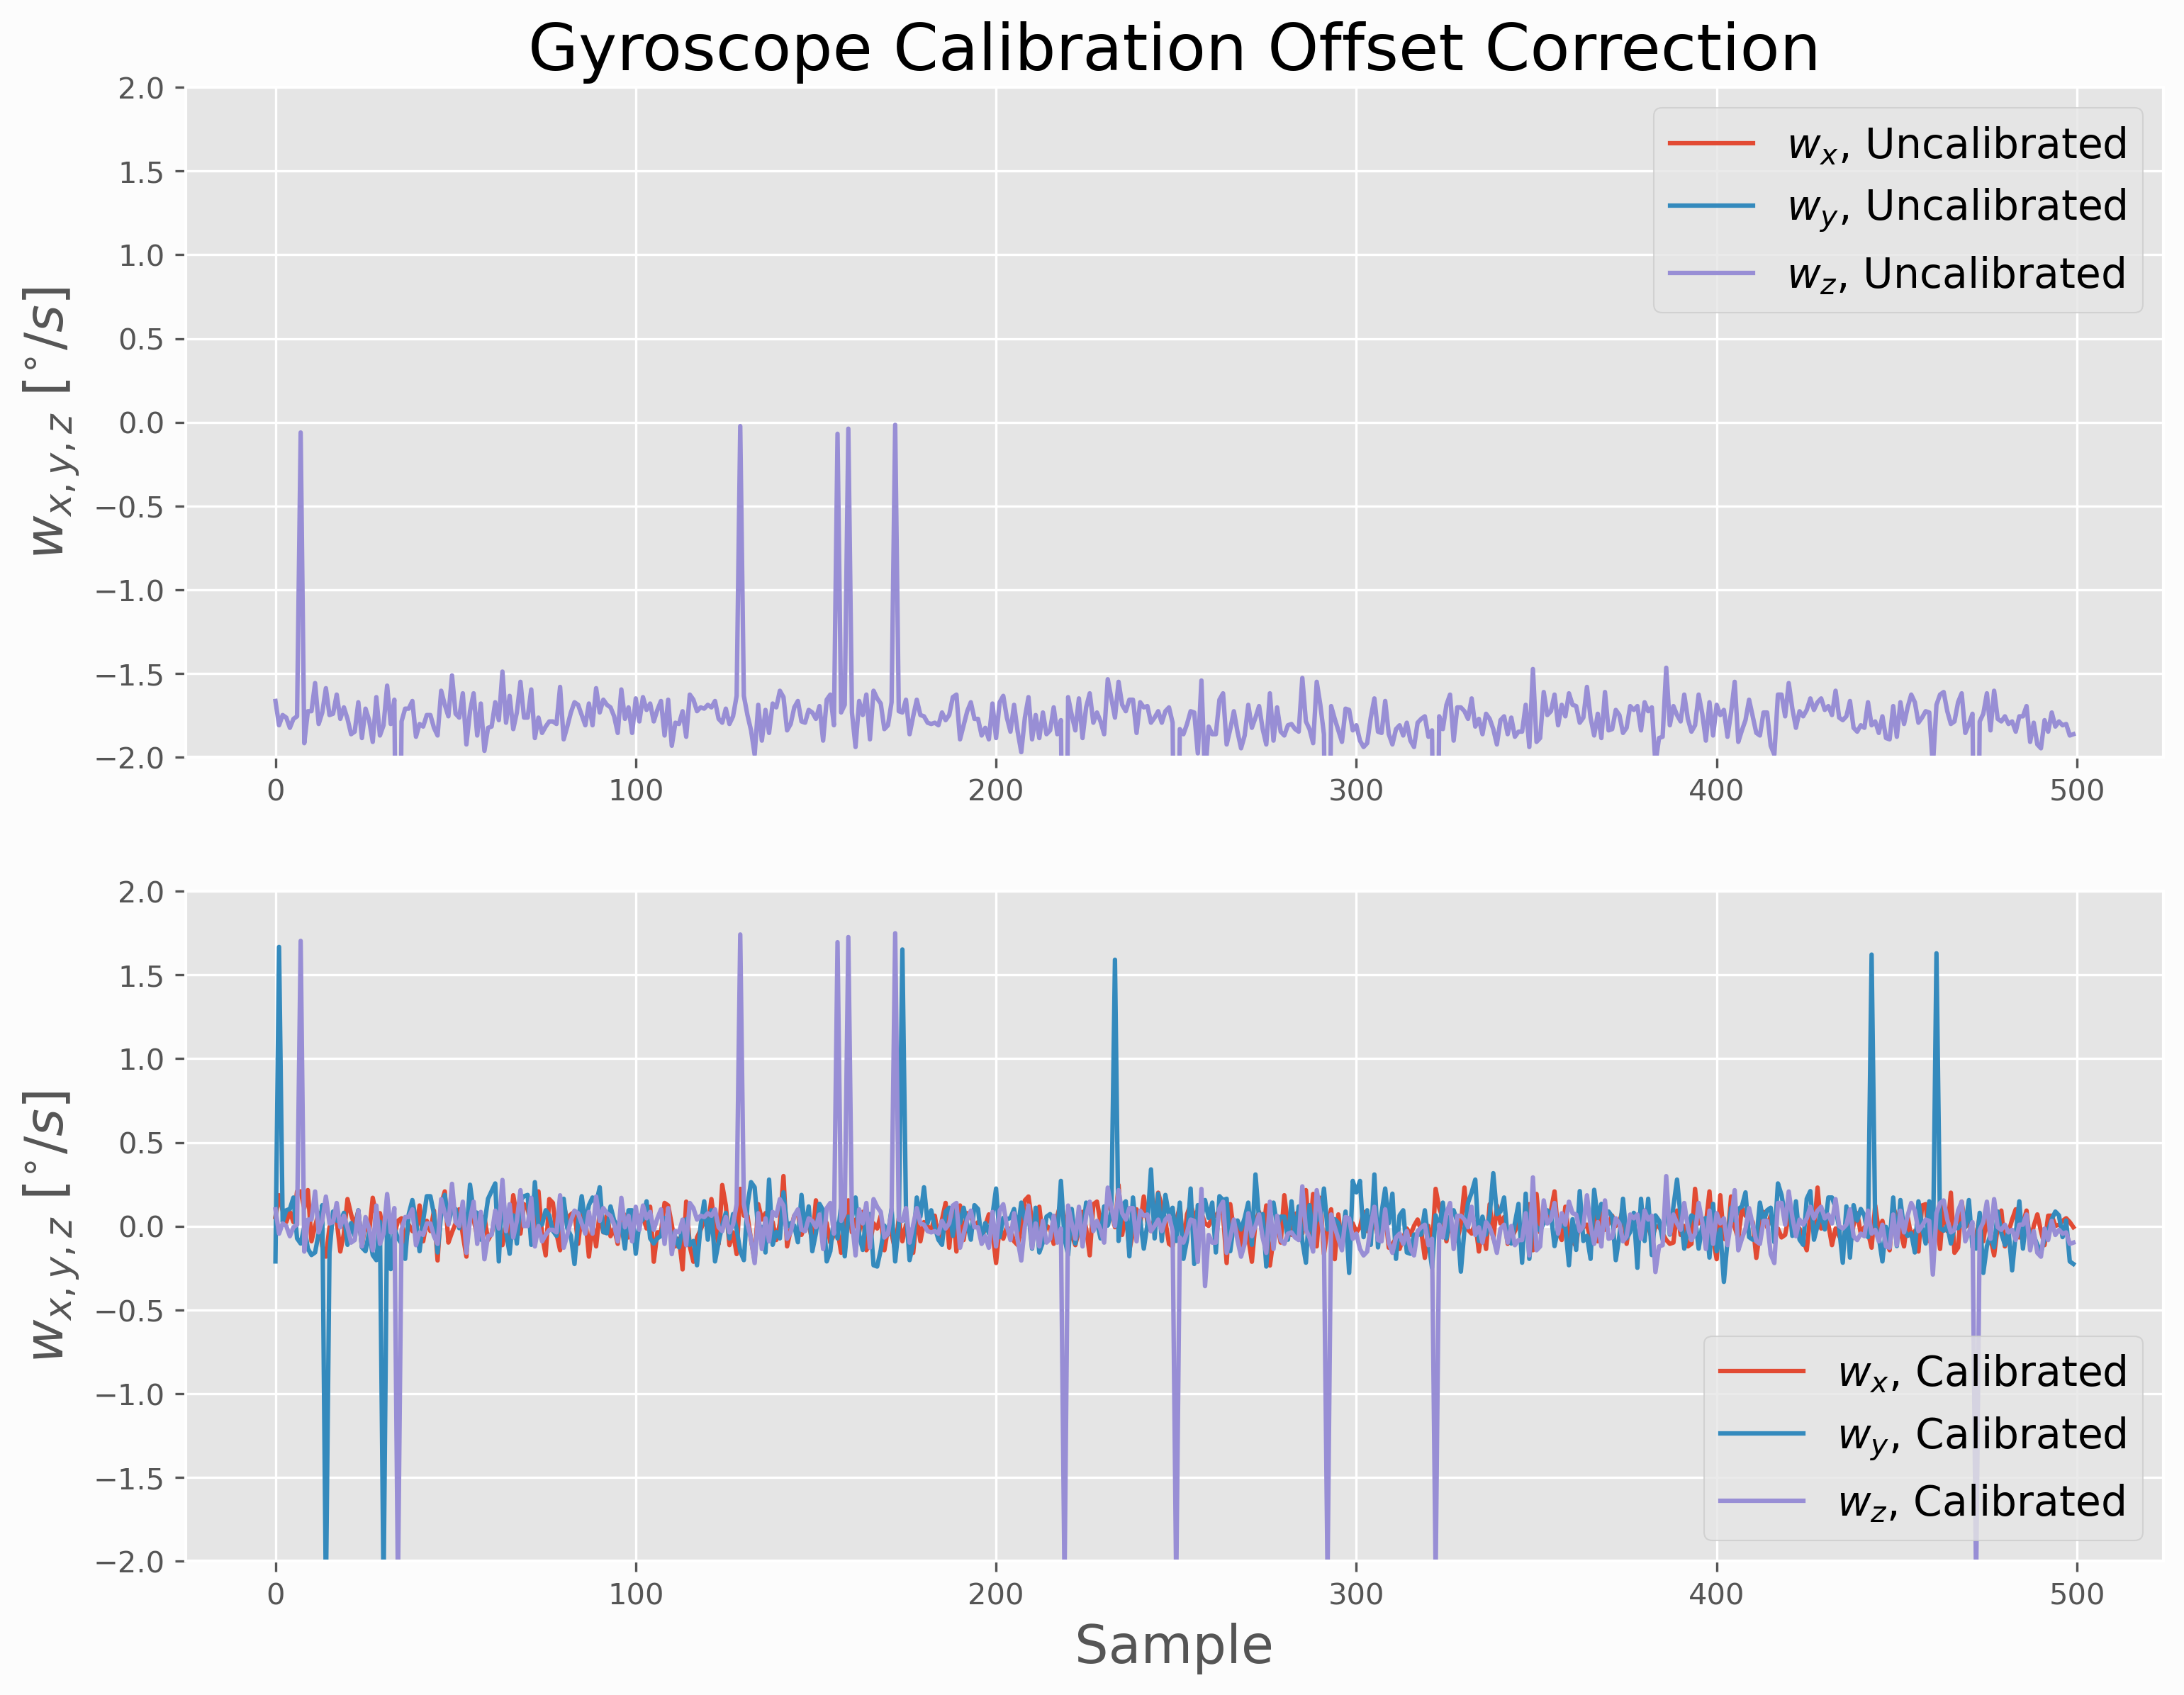 Gyroscope Calibration Offset Correction
2.0
1.5
1.0
0.5
0.0
−0.5
−1.0
−1.5
−2.0
w_{x,y,z} [°/s]
w_x, Uncalibrated
w_y, Uncalibrated
w_z, Uncalibrated
0 100 200 300 400 500
2.0
1.5
1.0
0.5
0.0
−0.5
−1.0
−1.5
−2.0
w_{x,y,z} [°/s]
w_x, Calibrated
w_y, Calibrated
w_z, Calibrated
0 100 200 300 400 500
Sample